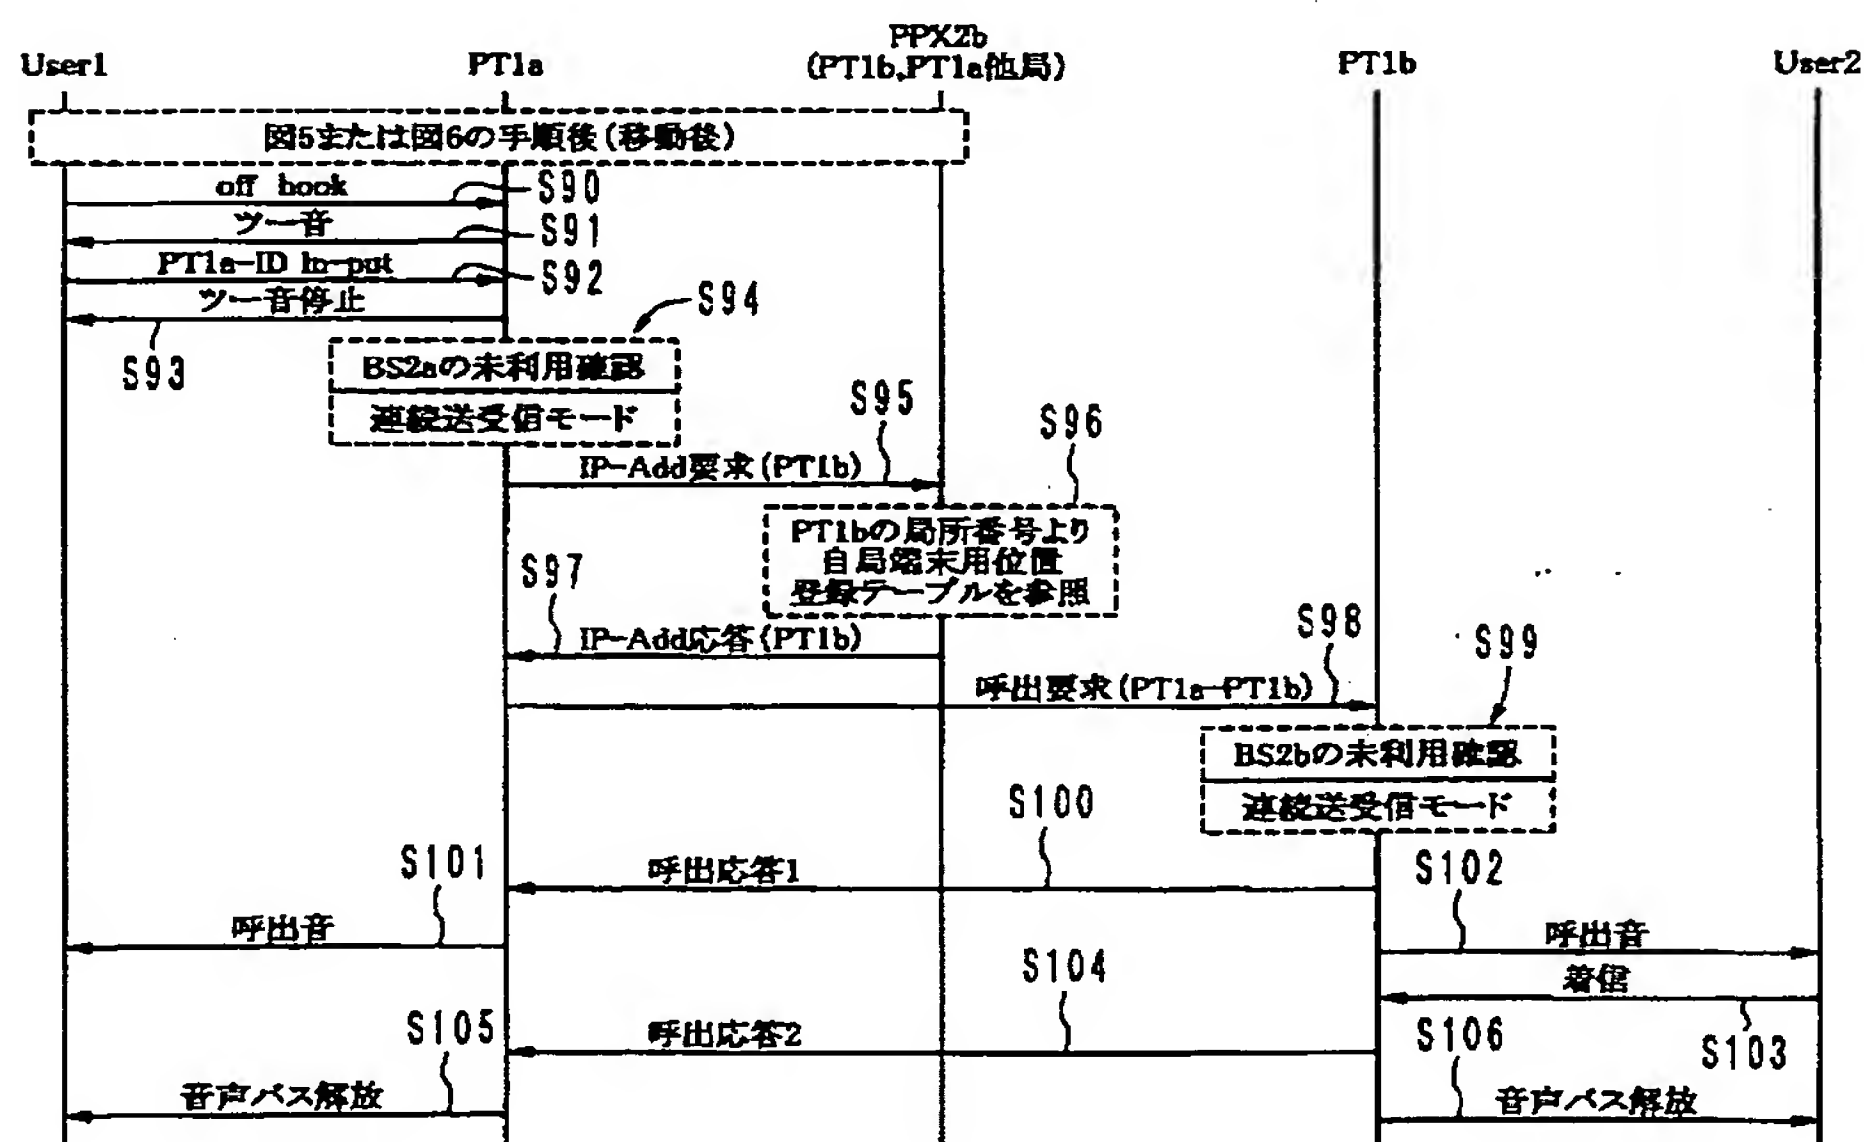 User1
PT1a
PPX2b
(PT1b,PT1a他局)
PT1b
User2
図5または図6の手順後(移動後)
off hook
S90
ツー音
S91
PT1a-ID In-put
S92
ツー音停止
S93
S94
BS2aの未利用確認
連続送受信モード
S95
IP-Add要求(PT1b)
S96
PT1bの局所番号より
自局端末用位置
登録テーブルを参照
S97
IP-Add応答(PT1b)
S98
呼出要求(PT1a-PT1b)
S99
BS2bの未利用確認
連続送受信モード
S100
呼出応答1
S101
呼出音
S102
呼出音
着信
S103
S104
呼出応答2
S105
音声パス解放
S106
音声パス解放